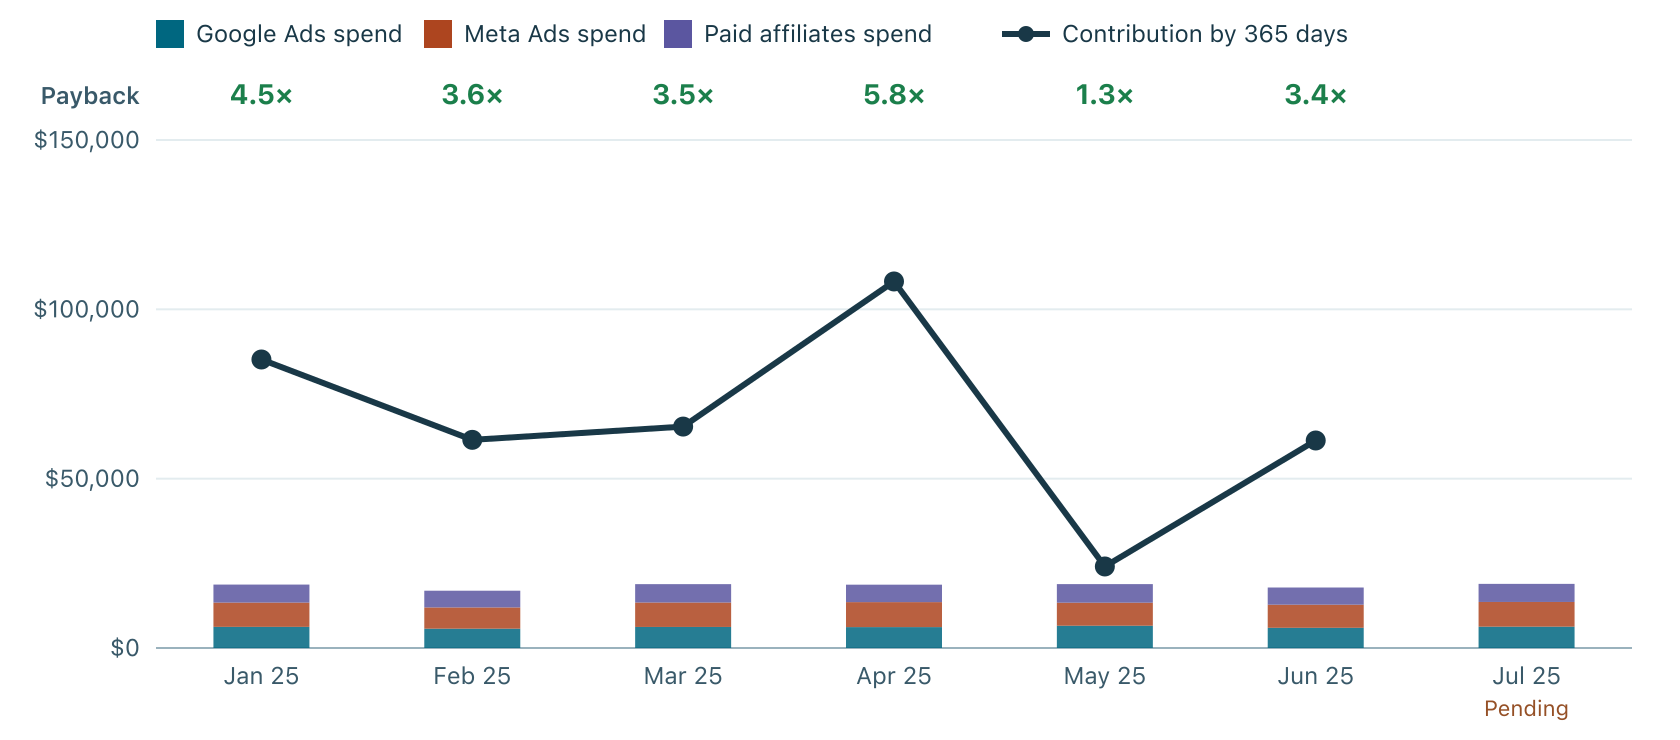 Google Ads spend Meta Ads spend Paid affiliates spend Contribution by 365 days
Payback 4.5× 3.6× 3.5× 5.8× 1.3× 3.4×
$150,000
$100,000
$50,000
$0
Jan 25 Feb 25 Mar 25 Apr 25 May 25 Jun 25 Jul 25
Pending